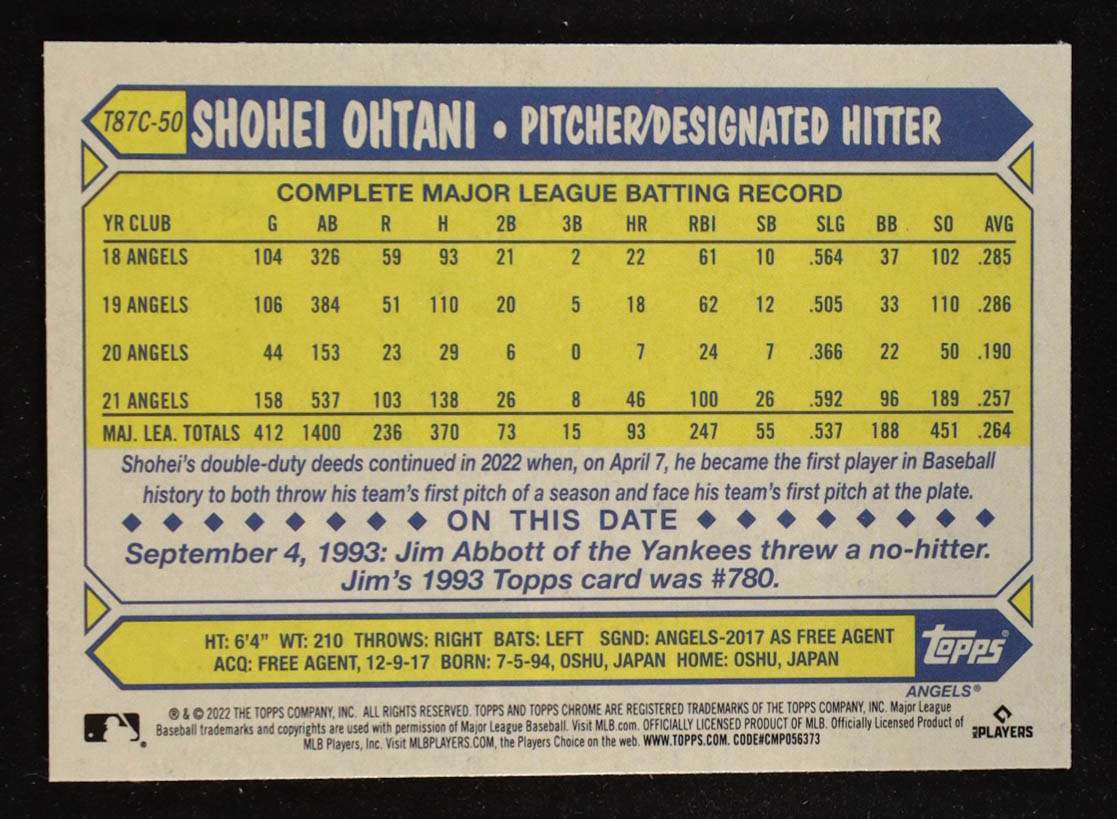 T87C-50 SHOHEI OHTANI • PITCHER/DESIGNATED HITTER
COMPLETE MAJOR LEAGUE BATTING RECORD
YR CLUB G AB R H 2B 3B HR RBI SB SLG BB SO AVG
18 ANGELS 104 326 59 93 21 2 22 61 10 .564 37 102 .285
19 ANGELS 106 384 51 110 20 5 18 62 12 .505 33 110 .286
20 ANGELS 44 153 23 29 6 0 7 24 7 .366 22 50 .190
21 ANGELS 158 537 103 138 26 8 46 100 26 .592 96 189 .257
MAJ. LEA. TOTALS 412 1400 236 370 73 15 93 247 55 .537 188 451 .264
Shohei's double-duty deeds continued in 2022 when, on April 7, he became the first player in Baseball
history to both throw his team's first pitch of a season and face his team's first pitch at the plate.
ON THIS DATE
September 4, 1993: Jim Abbott of the Yankees threw a no-hitter.
Jim's 1993 Topps card was #780.
HT: 6'4" WT: 210 THROWS: RIGHT BATS: LEFT SGND: ANGELS-2017 AS FREE AGENT
ACQ: FREE AGENT, 12-9-17 BORN: 7-5-94, OSHU, JAPAN HOME: OSHU, JAPAN
topps®
ANGELS®
® & © 2022 THE TOPPS COMPANY, INC. ALL RIGHTS RESERVED. TOPPS AND TOPPS CHROME ARE REGISTERED TRADEMARKS OF THE TOPPS COMPANY, INC. Major League
Baseball trademarks and copyrights are used with permission of Major League Baseball. Visit MLB.com. OFFICIALLY LICENSED PRODUCT OF MLB. Officially Licensed Product of
MLB Players, Inc. Visit MLBPLAYERS.COM, the Players Choice on the web. WWW.TOPPS.COM. CODE#CMP056373
MLB PLAYERS